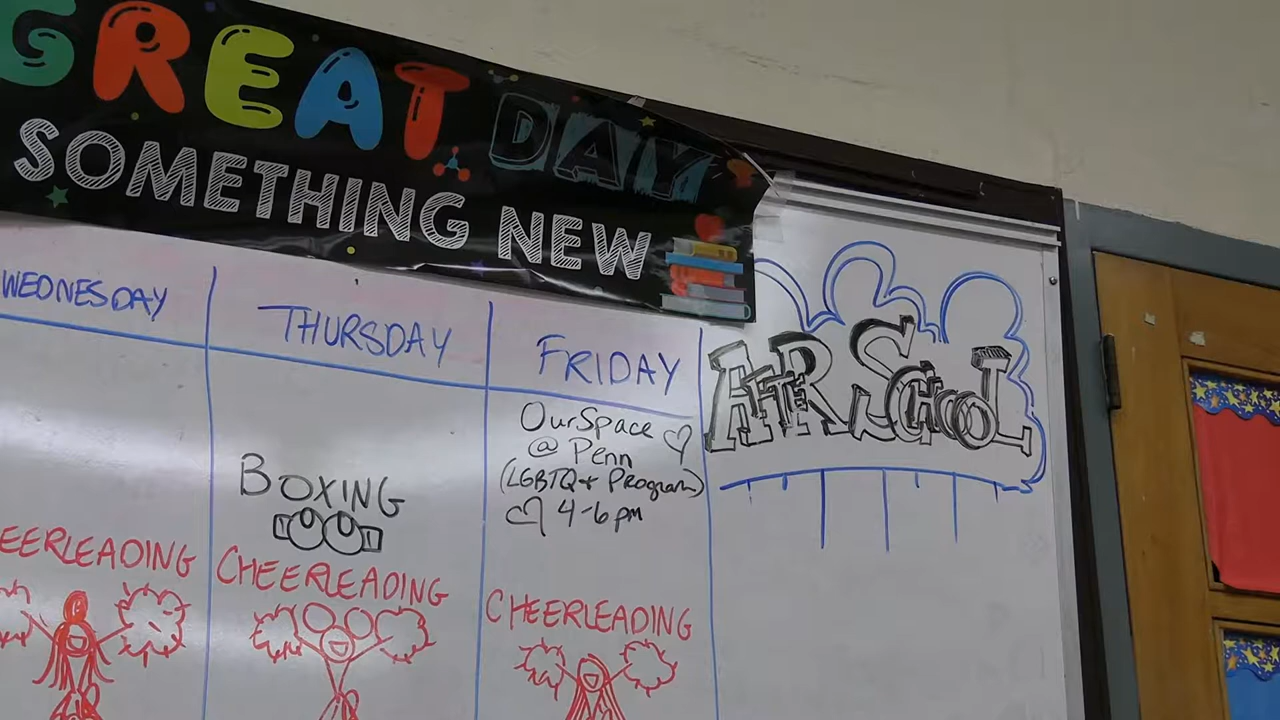 GREAT DAY
SOMETHING NEW
WEDNESDAY
THURSDAY
FRIDAY
AFTER SCHOOL
OurSpace
@ Penn
(LGBTQ+ Program)
4-6pm
BOXING
EERLEADING
CHEERLEADING
CHEERLEADING